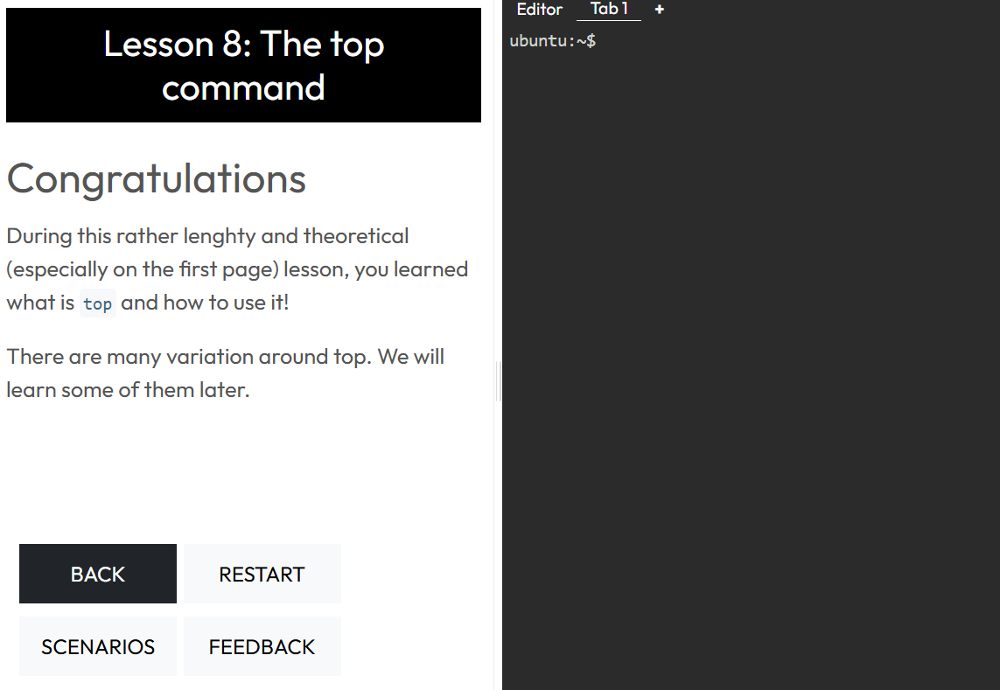 Lesson 8: The top
command
Congratulations
During this rather lenghty and theoretical
(especially on the first page) lesson, you learned
what is top and how to use it!
There are many variation around top. We will
learn some of them later.
BACK
RESTART
SCENARIOS
FEEDBACK
Editor
Tab 1
+
ubuntu:~$